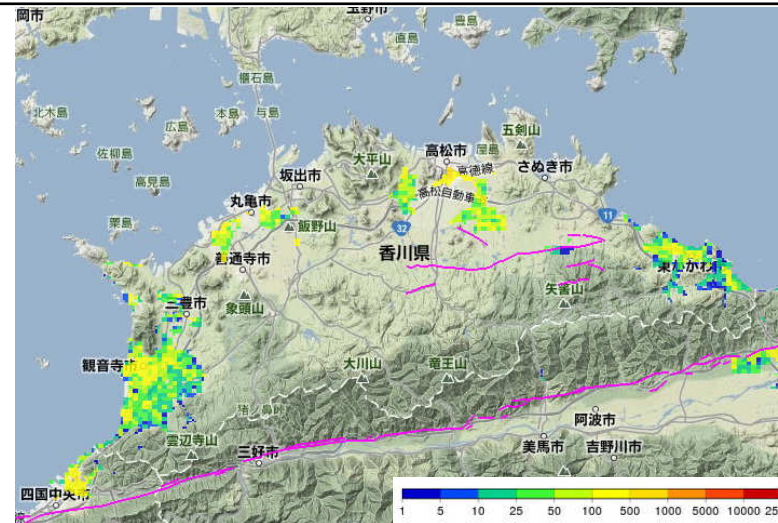 岡市
玉野市
豊島
直島
櫃石島
北木島
本島
与島
広島
五剣山
佐柳島
高松市
屋島
大平山
高徳線
さぬき市
高見島
坂出市
高松自動車
丸亀市
粟島
11
飯野山
32
香川県
善通寺市
東かがわ
三豊市
象頭山
矢筈山
観音寺市
大川山
竜王山
阿波市
雲辺寺山
三好市
美馬市
吉野川市
四国中央市
1 5 10 25 50 100 500 1000 5000 10000 25